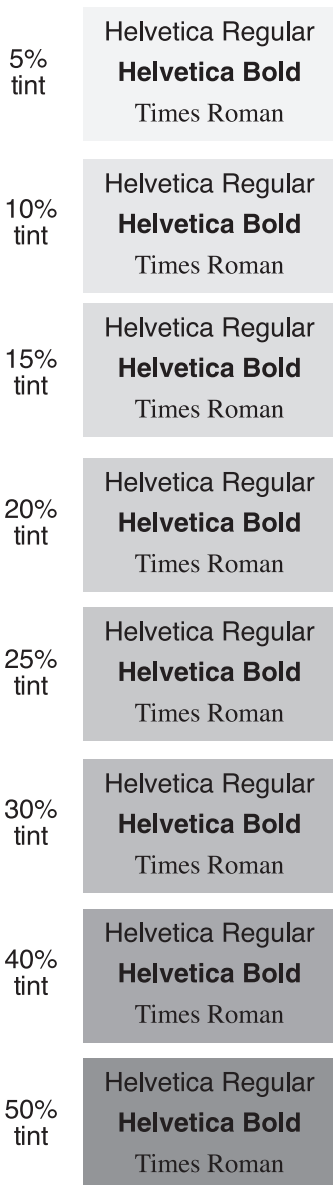 5%
tint
Helvetica Regular
Helvetica Bold
Times Roman
10%
tint
Helvetica Regular
Helvetica Bold
Times Roman
15%
tint
Helvetica Regular
Helvetica Bold
Times Roman
20%
tint
Helvetica Regular
Helvetica Bold
Times Roman
25%
tint
Helvetica Regular
Helvetica Bold
Times Roman
30%
tint
Helvetica Regular
Helvetica Bold
Times Roman
40%
tint
Helvetica Regular
Helvetica Bold
Times Roman
50%
tint
Helvetica Regular
Helvetica Bold
Times Roman